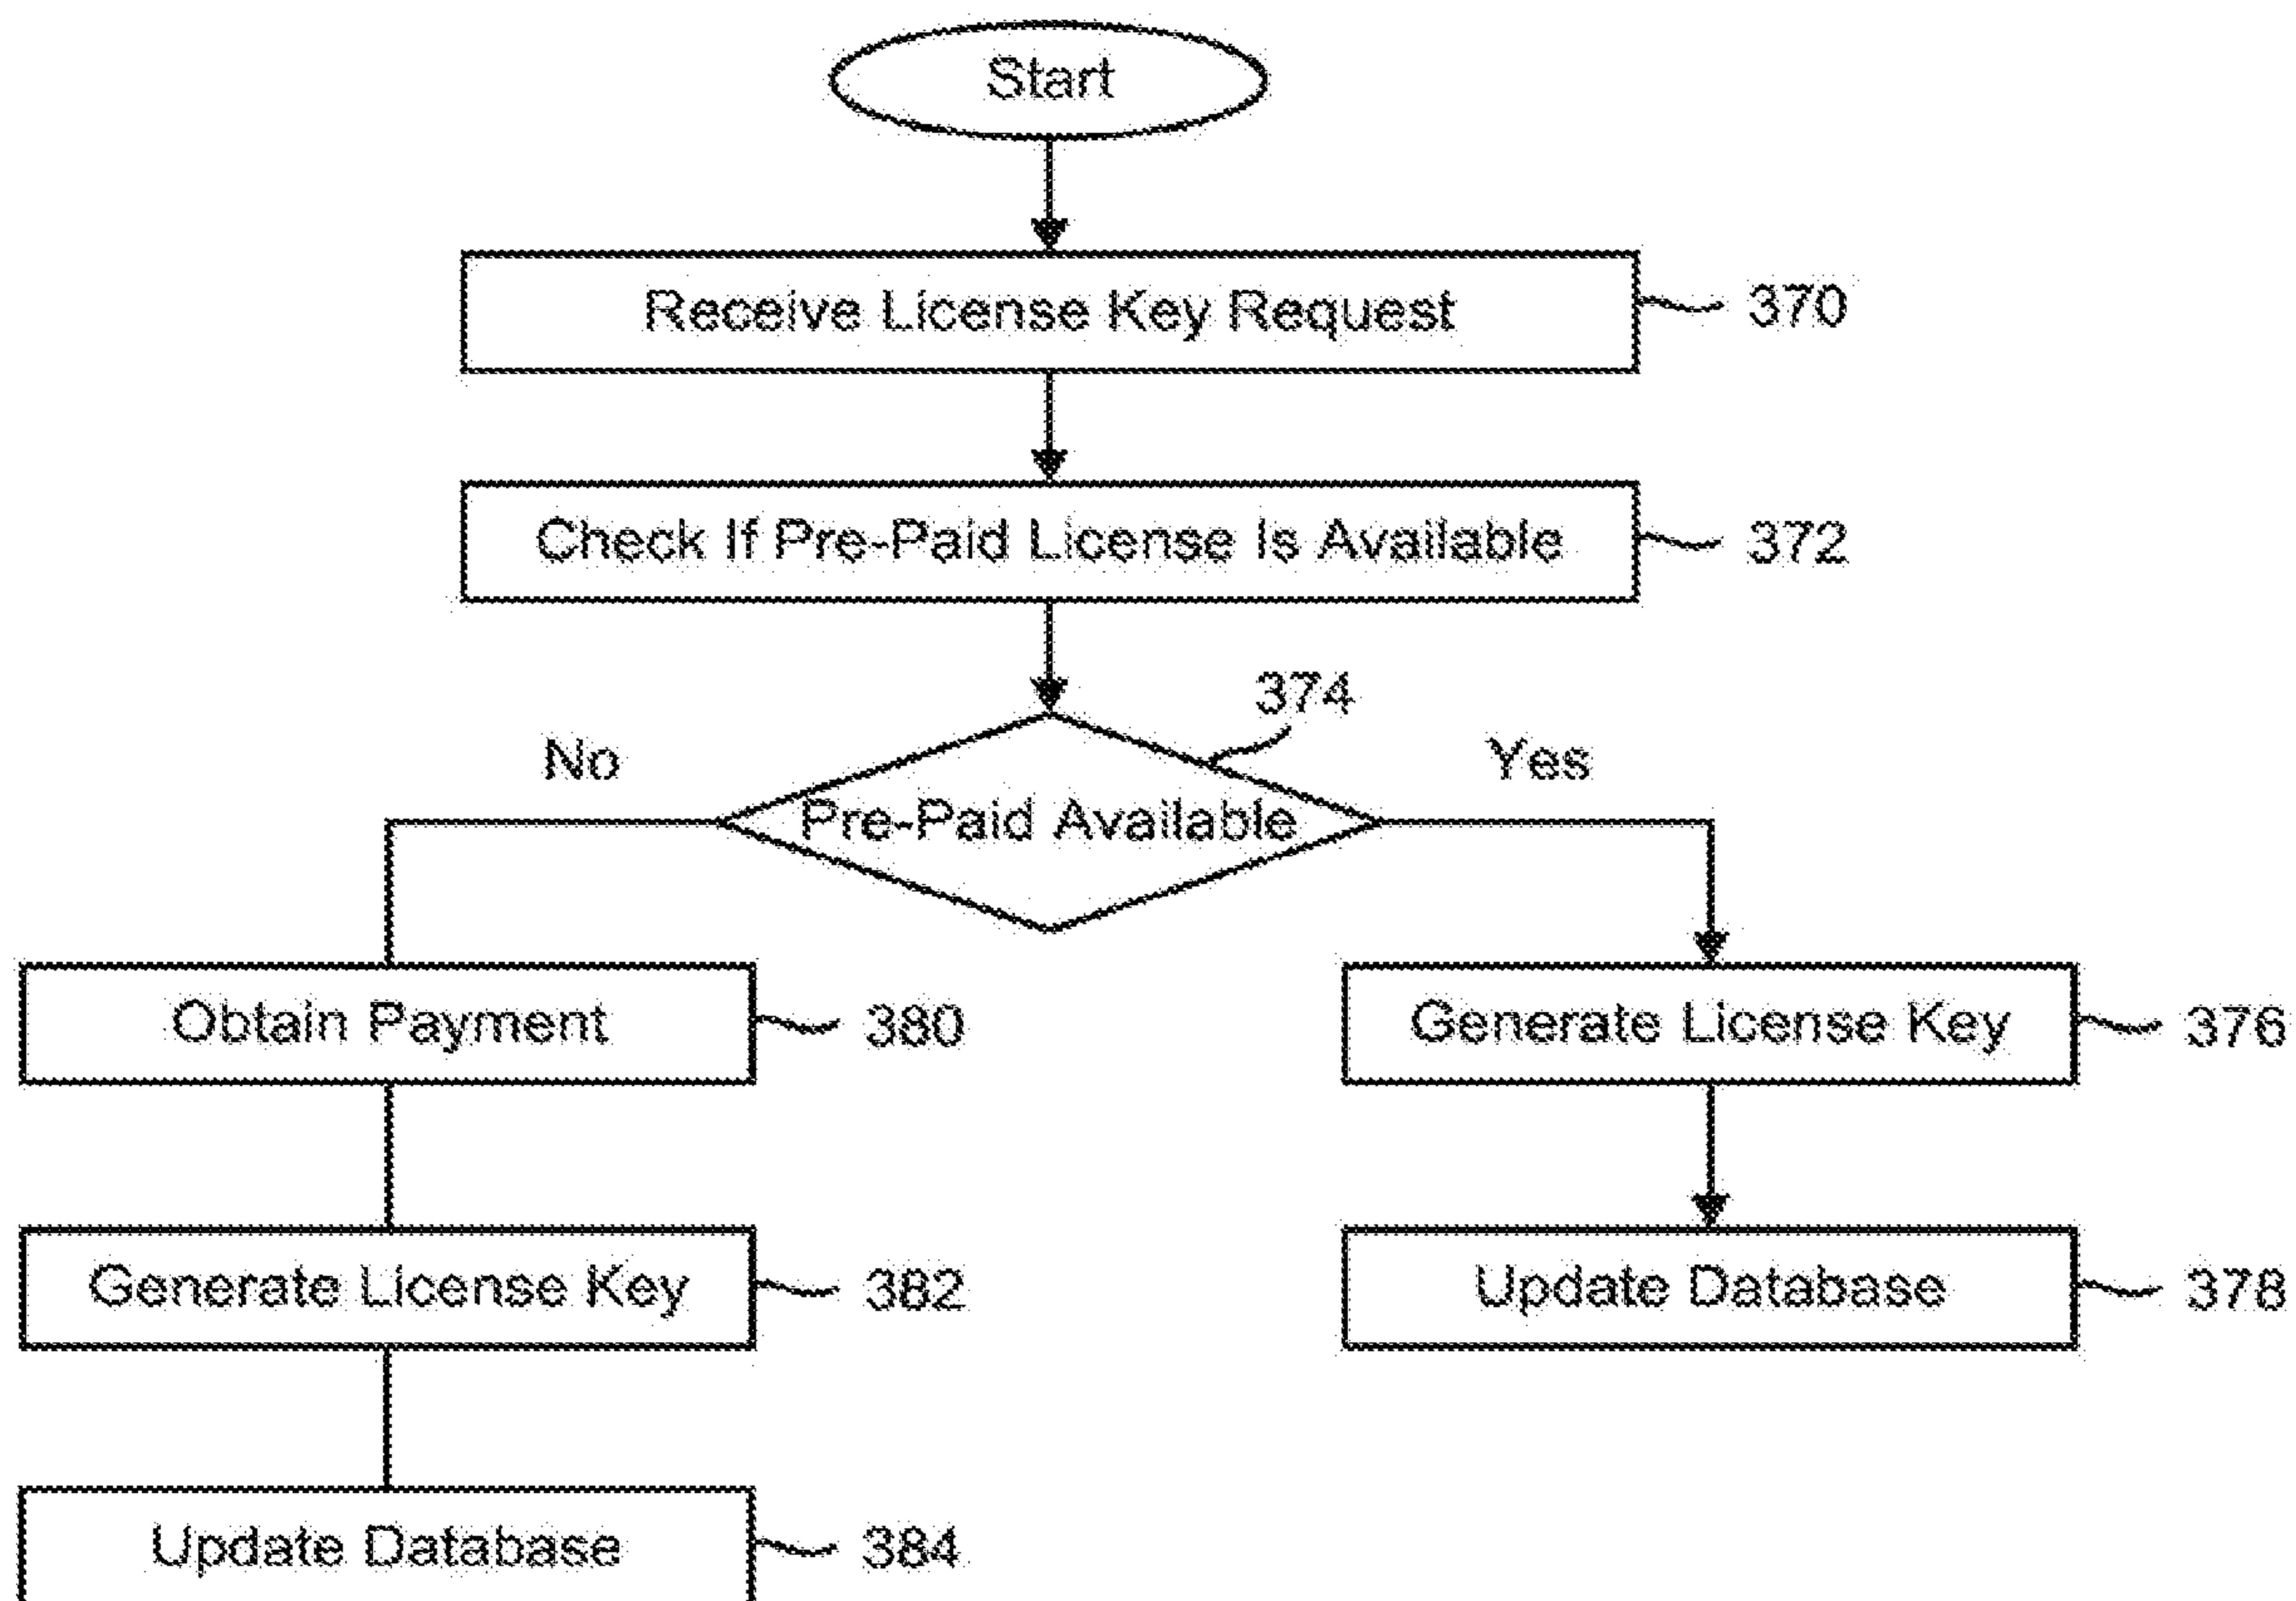 Start
Receive License Key Request
370
Check If Pre-Paid License Is Available
372
374
No
Yes
Pre-Paid Available
Obtain Payment
380
Generate License Key
376
Generate License Key
382
Update Database
378
Update Database
384